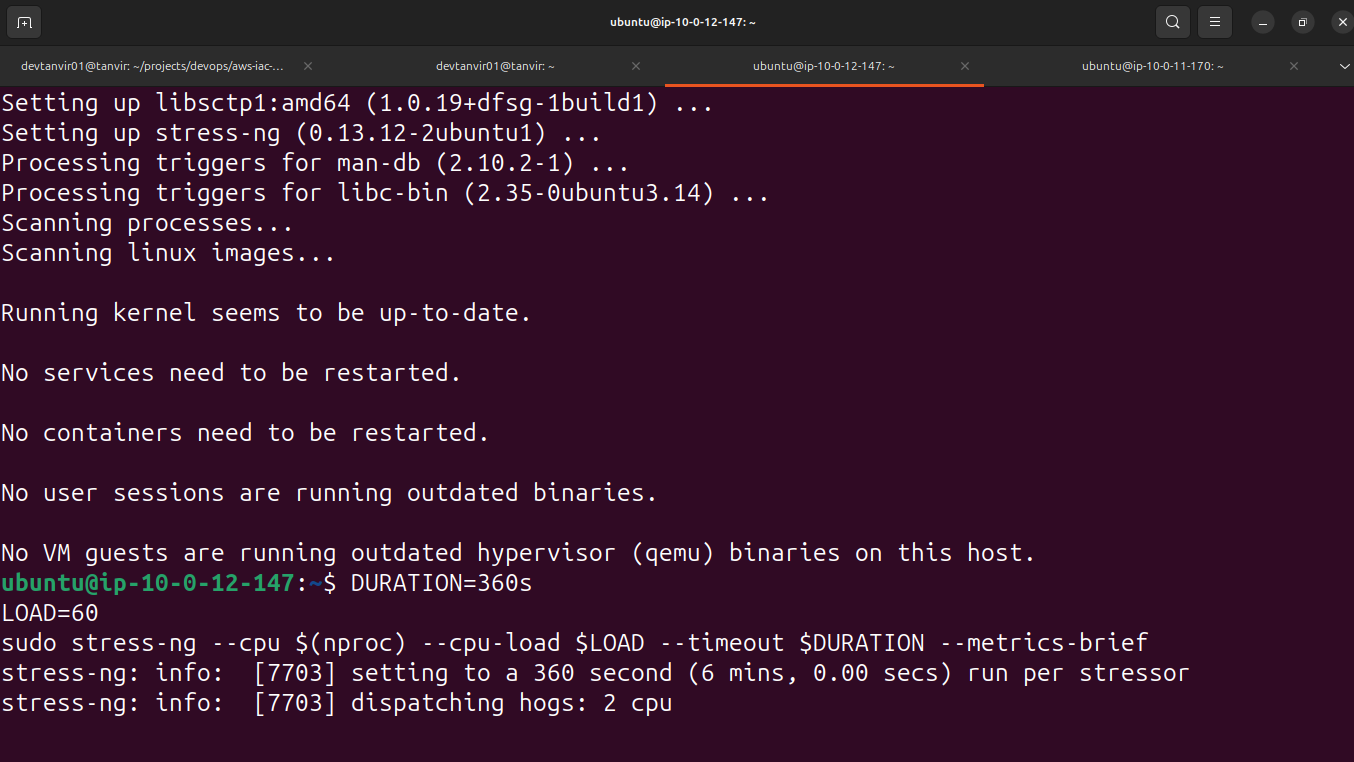 ubuntu@ip-10-0-12-147: ~
devtanvir01@tanvir: ~/projects/devops/aws-iac-...
devtanvir01@tanvir: ~
ubuntu@ip-10-0-12-147: ~
ubuntu@ip-10-0-11-170: ~
Setting up libsctp1:amd64 (1.0.19+dfsg-1build1) ...
Setting up stress-ng (0.13.12-2ubuntu1) ...
Processing triggers for man-db (2.10.2-1) ...
Processing triggers for libc-bin (2.35-0ubuntu3.14) ...
Scanning processes...
Scanning linux images...
Running kernel seems to be up-to-date.
No services need to be restarted.
No containers need to be restarted.
No user sessions are running outdated binaries.
No VM guests are running outdated hypervisor (qemu) binaries on this host.
ubuntu@ip-10-0-12-147:~$ DURATION=360s
LOAD=60
sudo stress-ng --cpu $(nproc) --cpu-load $LOAD --timeout $DURATION --metrics-brief
stress-ng: info:  [7703] setting to a 360 second (6 mins, 0.00 secs) run per stressor
stress-ng: info:  [7703] dispatching hogs: 2 cpu